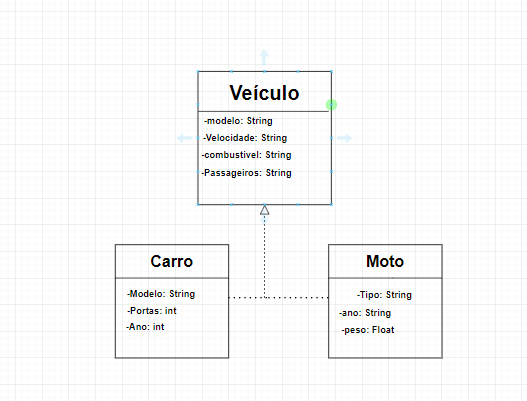 Veículo
-modelo: String
-Velocidade: String
-combustivel: String
-Passageiros: String
Carro
-Modelo: String
-Portas: int
-Ano: int
Moto
-Tipo: String
-ano: String
-peso: Float